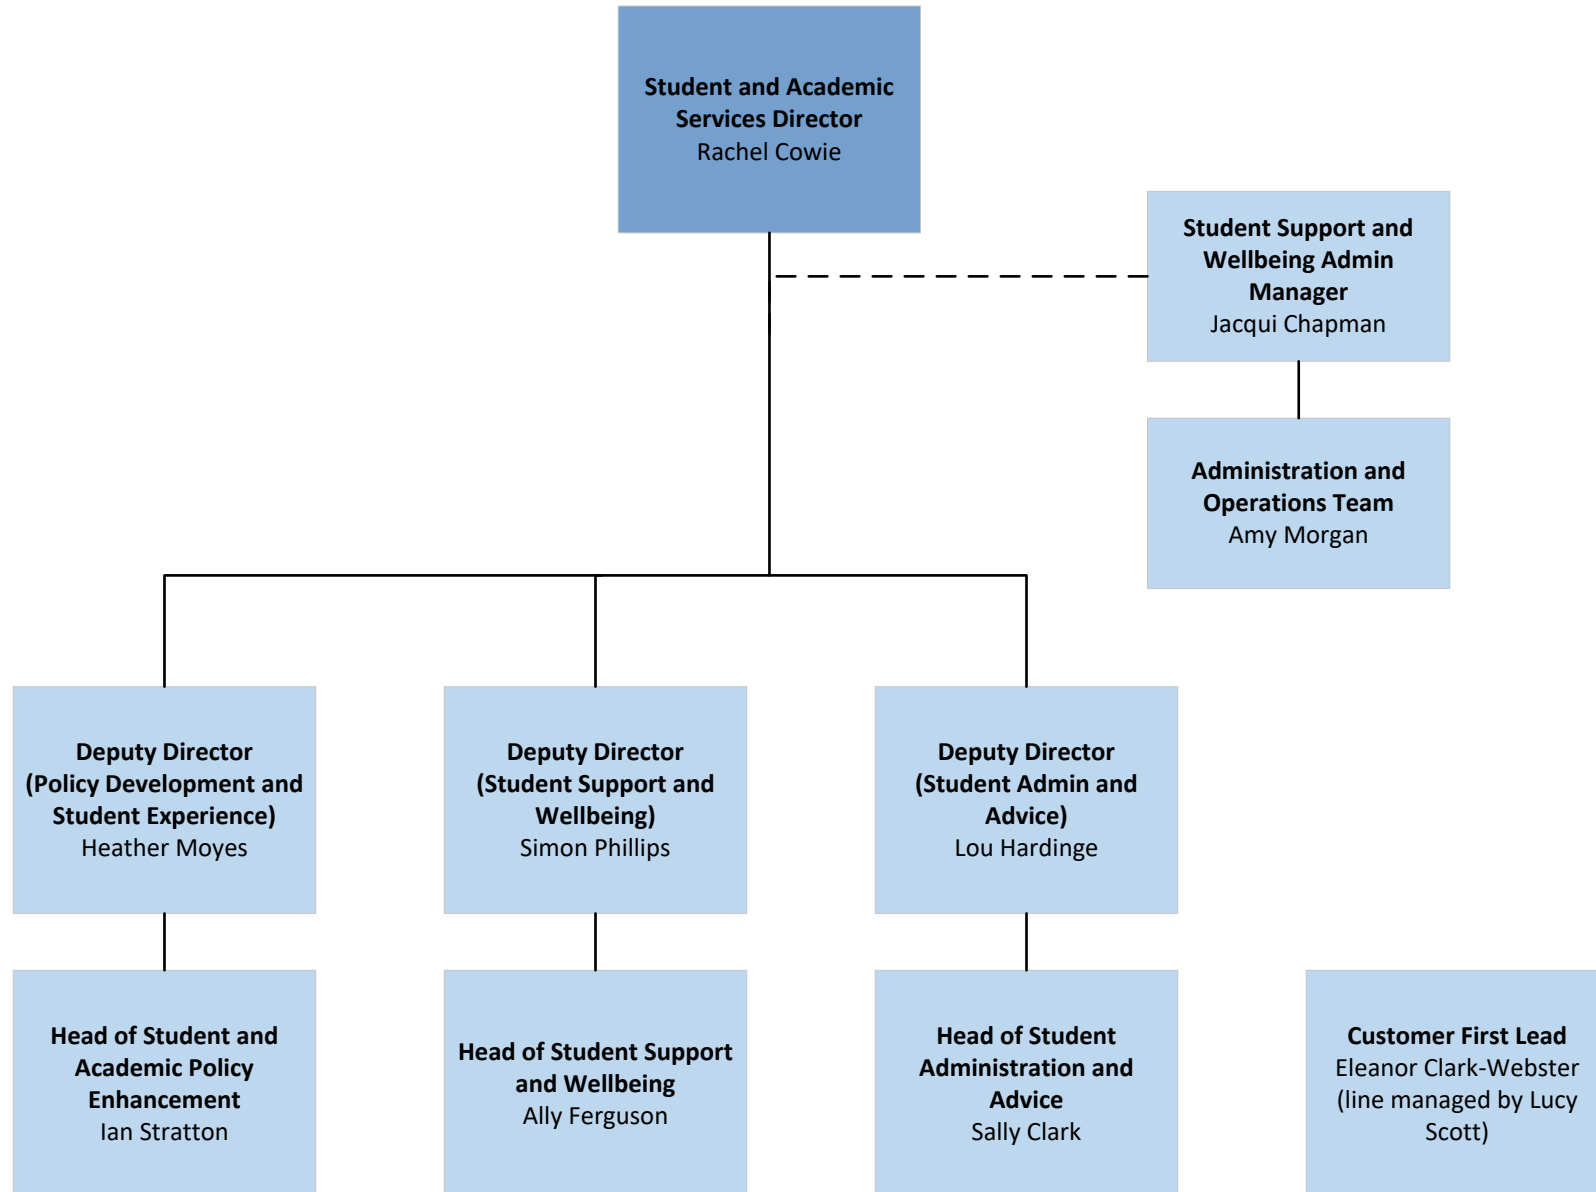 Student and Academic
Services Director
Rachel Cowie
Student Support and
Wellbeing Admin
Manager
Jacqui Chapman
Administration and
Operations Team
Amy Morgan
Deputy Director
(Policy Development and
Student Experience)
Heather Moyes
Deputy Director
(Student Support and
Wellbeing)
Simon Phillips
Deputy Director
(Student Admin and
Advice)
Lou Hardinge
Head of Student and
Academic Policy
Enhancement
Ian Stratton
Head of Student Support
and Wellbeing
Ally Ferguson
Head of Student
Administration and
Advice
Sally Clark
Customer First Lead
Eleanor Clark-Webster
(line managed by Lucy
Scott)